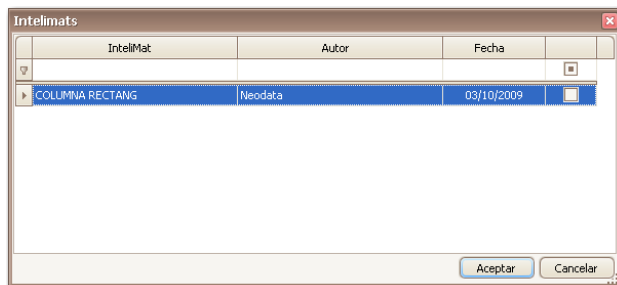 Intelimats
InteliMat Autor Fecha
COLUMNA RECTANG Neodata 03/10/2009
Aceptar Cancelar